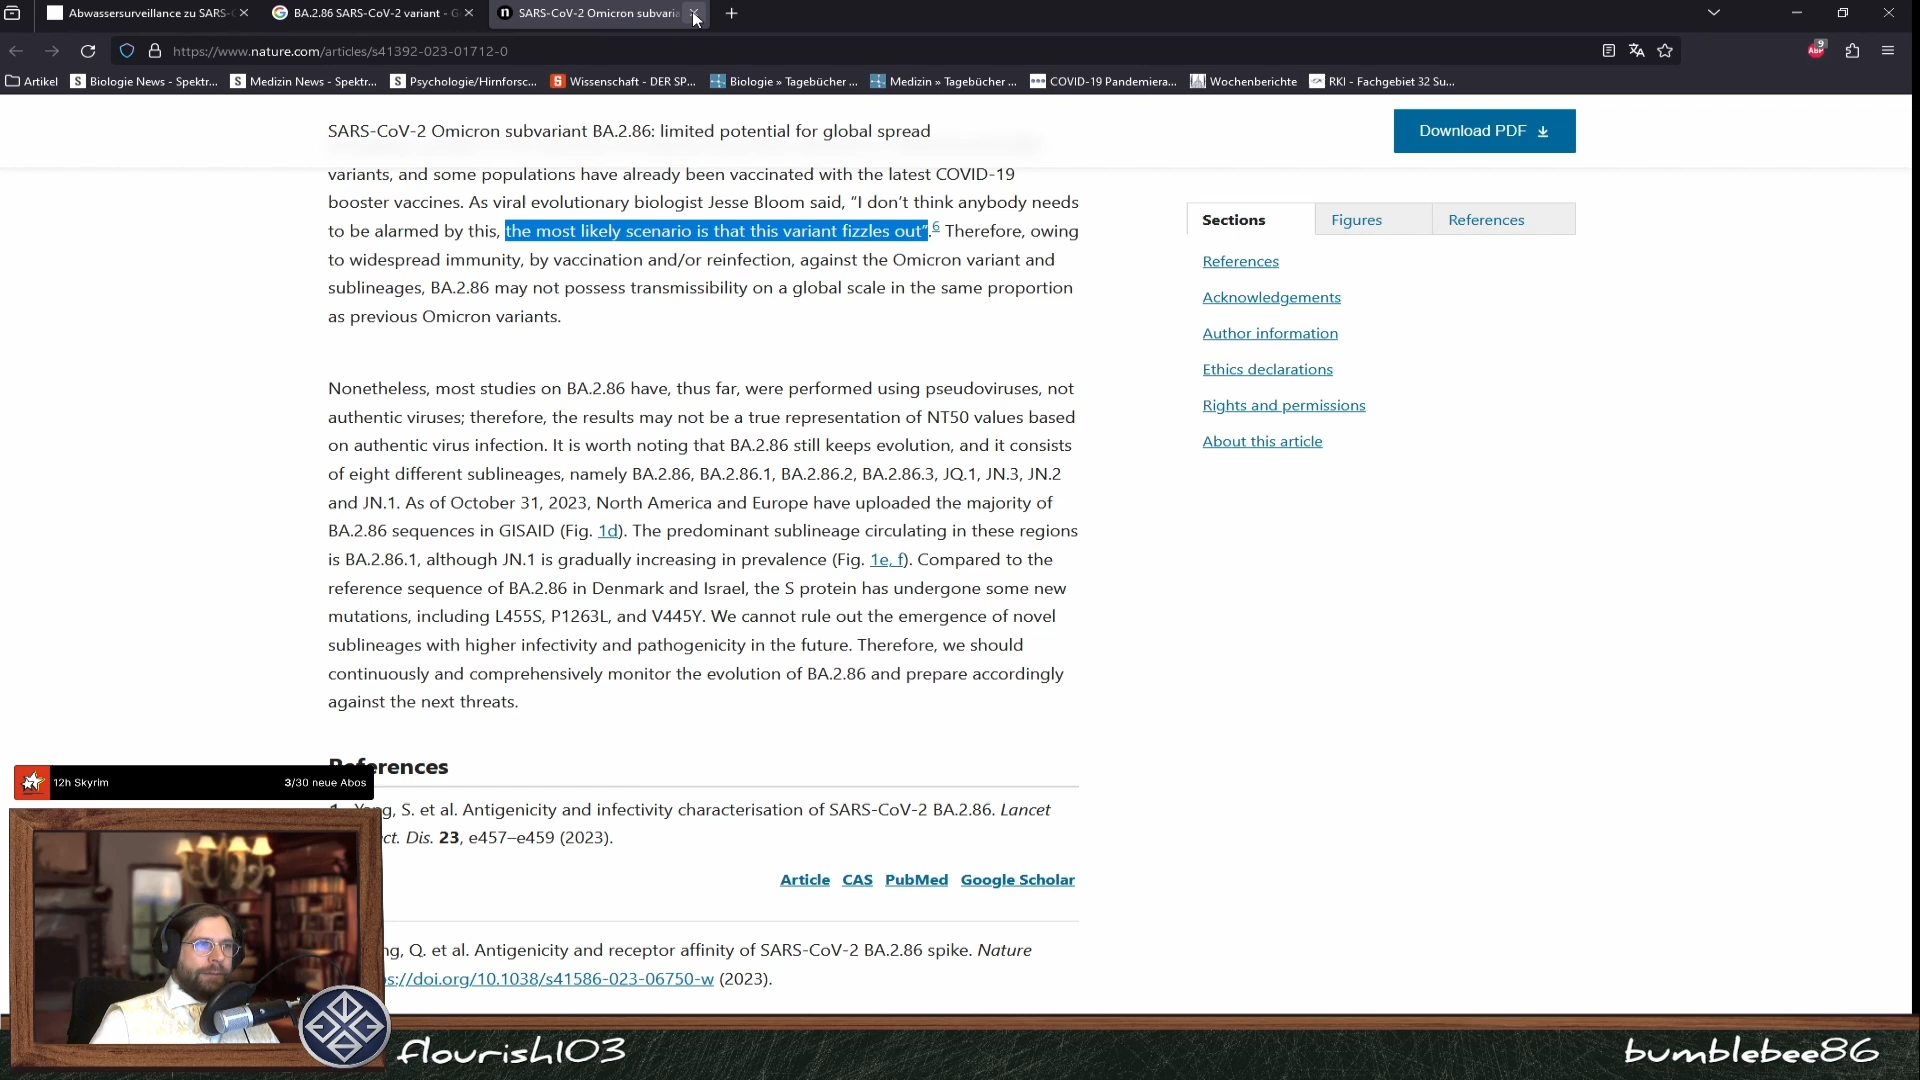 Abwassersurveillance zu SARS-C
BA.2.86 SARS-CoV-2 variant - G
SARS-CoV-2 Omicron subvaria
https://www.nature.com/articles/s41392-023-01712-0
9
ABP
Artikel
Biologie News - Spektr...
Medizin News - Spektr...
Psychologie/Hirnforsc...
Wissenschaft - DER SP...
Biologie » Tagebücher ...
Medizin » Tagebücher ...
COVID-19 Pandemiera...
Wochenberichte
RKI - Fachgebiet 32 Su...
SARS-CoV-2 Omicron subvariant BA.2.86: limited potential for global spread
Download PDF
variants, and some populations have already been vaccinated with the latest COVID-19
booster vaccines. As viral evolutionary biologist Jesse Bloom said, “I don’t think anybody needs
to be alarmed by this, the most likely scenario is that this variant fizzles out”.6 Therefore, owing
to widespread immunity, by vaccination and/or reinfection, against the Omicron variant and
sublineages, BA.2.86 may not possess transmissibility on a global scale in the same proportion
as previous Omicron variants.
Nonetheless, most studies on BA.2.86 have, thus far, were performed using pseudoviruses, not
authentic viruses; therefore, the results may not be a true representation of NT50 values based
on authentic virus infection. It is worth noting that BA.2.86 still keeps evolution, and it consists
of eight different sublineages, namely BA.2.86, BA.2.86.1, BA.2.86.2, BA.2.86.3, JQ.1, JN.3, JN.2
and JN.1. As of October 31, 2023, North America and Europe have uploaded the majority of
BA.2.86 sequences in GISAID (Fig. 1d). The predominant sublineage circulating in these regions
is BA.2.86.1, although JN.1 is gradually increasing in prevalence (Fig. 1e, f). Compared to the
reference sequence of BA.2.86 in Denmark and Israel, the S protein has undergone some new
mutations, including L455S, P1263L, and V445Y. We cannot rule out the emergence of novel
sublineages with higher infectivity and pathogenicity in the future. Therefore, we should
continuously and comprehensively monitor the evolution of BA.2.86 and prepare accordingly
against the next threats.
References
Yang, S. et al. Antigenicity and infectivity characterisation of SARS-CoV-2 BA.2.86. Lancet
ct. Dis. 23, e457–e459 (2023).
Article CAS PubMed Google Scholar
ng, Q. et al. Antigenicity and receptor affinity of SARS-CoV-2 BA.2.86 spike. Nature
s://doi.org/10.1038/s41586-023-06750-w (2023).
Sections
Figures
References
References
Acknowledgements
Author information
Ethics declarations
Rights and permissions
About this article
12h Skyrim
3/30 neue Abos
flourish103
bumblebee86